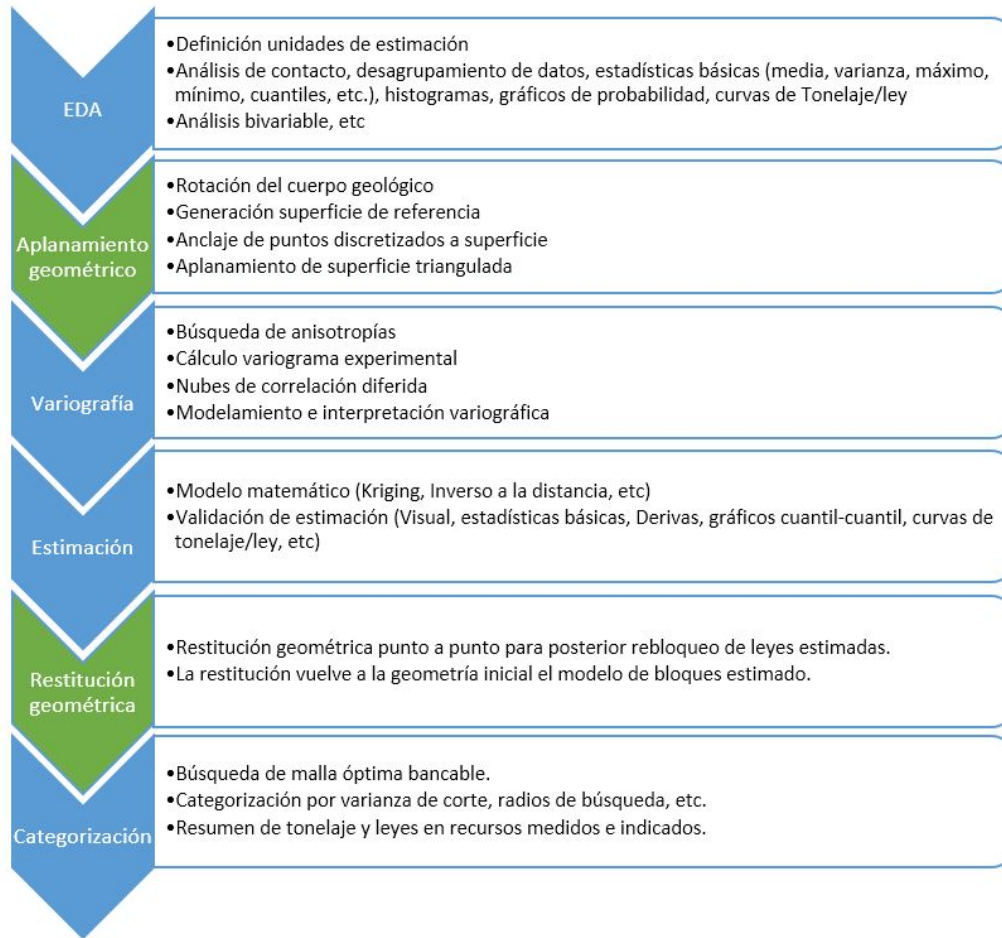 EDA
•Definición unidades de estimación
•Análisis de contacto, desagrupamiento de datos, estadísticas básicas (media, varianza, máximo,
mínimo, cuantiles, etc.), histogramas, gráficos de probabilidad, curvas de Tonelaje/ley
•Análisis bivariable, etc
Aplanamiento
geométrico
•Rotación del cuerpo geológico
•Generación superficie de referencia
•Anclaje de puntos discretizados a superficie
•Aplanamiento de superficie triangulada
Variografía
•Búsqueda de anisotropías
•Cálculo variograma experimental
•Nubes de correlación diferida
•Modelamiento e interpretación variográfica
Estimación
•Modelo matemático (Kriging, Inverso a la distancia, etc)
•Validación de estimación (Visual, estadísticas básicas, Derivas, gráficos cuantil-cuantil, curvas de
tonelaje/ley, etc)
Restitución
geométrica
•Restitución geométrica punto a punto para posterior rebloqueo de leyes estimadas.
•La restitución vuelve a la geometría inicial el modelo de bloques estimado.
Categorización
•Búsqueda de malla óptima bancable.
•Categorización por varianza de corte, radios de búsqueda, etc.
•Resumen de tonelaje y leyes en recursos medidos e indicados.